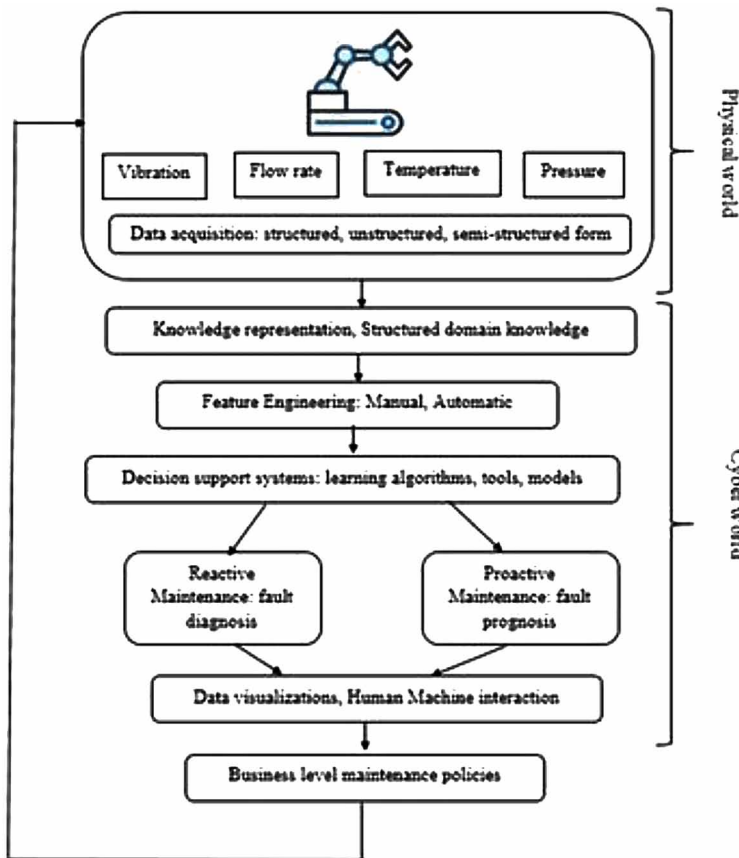 Vibration
Flow rate
Temperature
Pressure
Data acquisition: structured, unstructured, semi-structured form
Physical world
Knowledge representation, Structured domain knowledge
Feature Engineering: Manual, Automatic
Decision support systems: learning algorithms, tools, models
Cyber world
Reactive
Maintenance: fault
diagnosis
Proactive
Maintenance: fault
prognosis
Data visualizations, Human Machine interaction
Business level maintenance policies